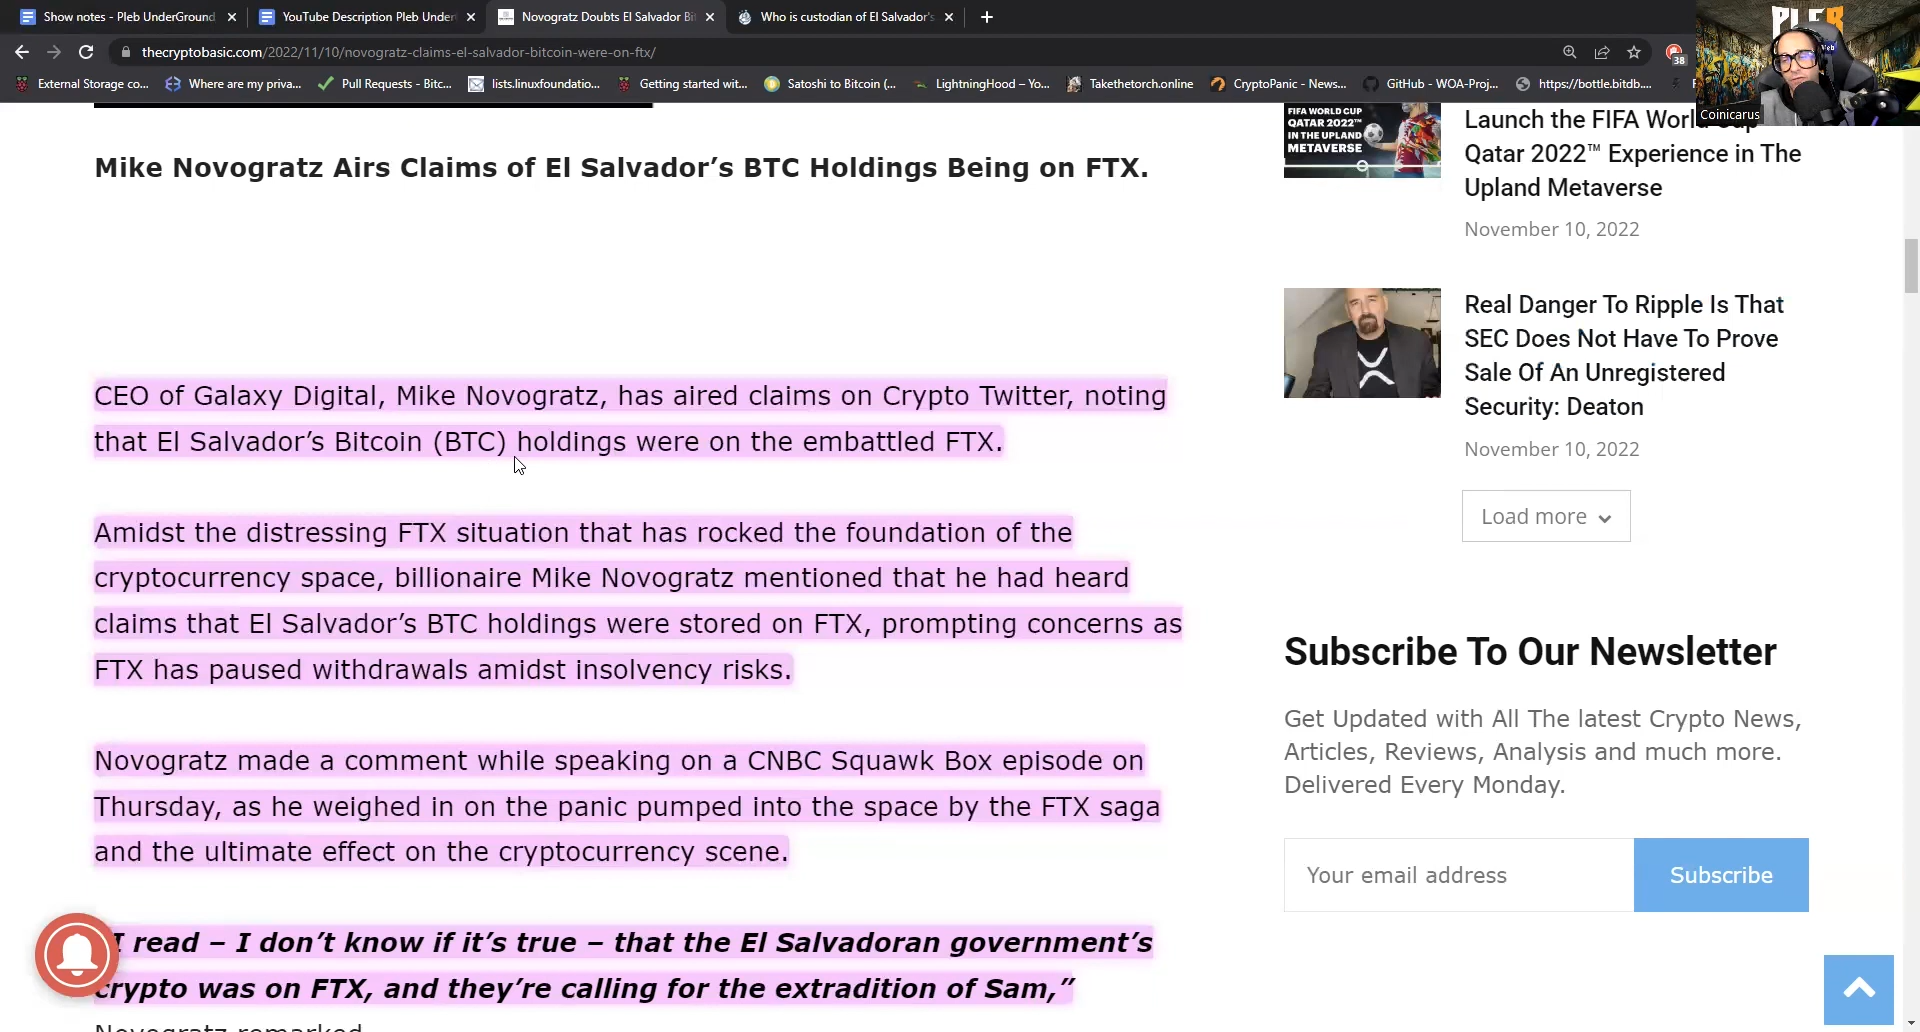 Show notes - Pleb UnderGround
YouTube Description Pleb Under
Novogratz Doubts El Salvador Bi
Who is custodian of El Salvador's
thecryptobasic.com/2022/11/10/novogratz-claims-el-salvador-bitcoin-were-on-ftx/
38
External Storage co...
Where are my priva...
Pull Requests - Bitc...
lists.linuxfoundatio...
Getting started wit...
Satoshi to Bitcoin (...
LightningHood – Yo...
Takethetorch.online
CryptoPanic - News...
GitHub - WOA-Proj...
https://bottle.bitdb....
Coinicarus
Mike Novogratz Airs Claims of El Salvador’s BTC Holdings Being on FTX.
CEO of Galaxy Digital, Mike Novogratz, has aired claims on Crypto Twitter, noting
that El Salvador’s Bitcoin (BTC) holdings were on the embattled FTX.
Amidst the distressing FTX situation that has rocked the foundation of the
cryptocurrency space, billionaire Mike Novogratz mentioned that he had heard
claims that El Salvador’s BTC holdings were stored on FTX, prompting concerns as
FTX has paused withdrawals amidst insolvency risks.
Novogratz made a comment while speaking on a CNBC Squawk Box episode on
Thursday, as he weighed in on the panic pumped into the space by the FTX saga
and the ultimate effect on the cryptocurrency scene.
I read – I don’t know if it’s true – that the El Salvadoran government’s
crypto was on FTX, and they’re calling for the extradition of Sam,”
Novogratz remarked
FIFA WORLD CUP
QATAR 2022™
IN THE UPLAND
METAVERSE
Launch the FIFA World Cup
Qatar 2022™ Experience in The
Upland Metaverse
November 10, 2022
Real Danger To Ripple Is That
SEC Does Not Have To Prove
Sale Of An Unregistered
Security: Deaton
November 10, 2022
Load more
Subscribe To Our Newsletter
Get Updated with All The latest Crypto News,
Articles, Reviews, Analysis and much more.
Delivered Every Monday.
Your email address
Subscribe